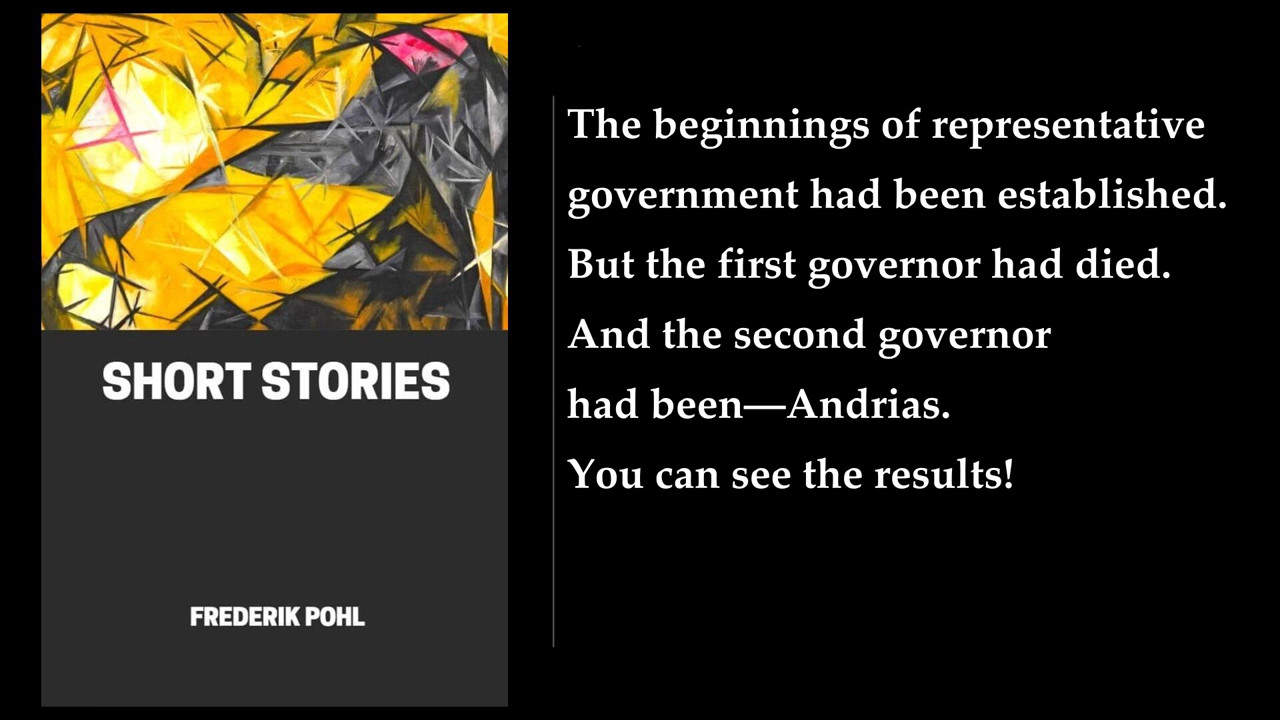 SHORT STORIES
FREDERIK POHL
The beginnings of representative
government had been established.
But the first governor had died.
And the second governor
had been—Andrias.
You can see the results!